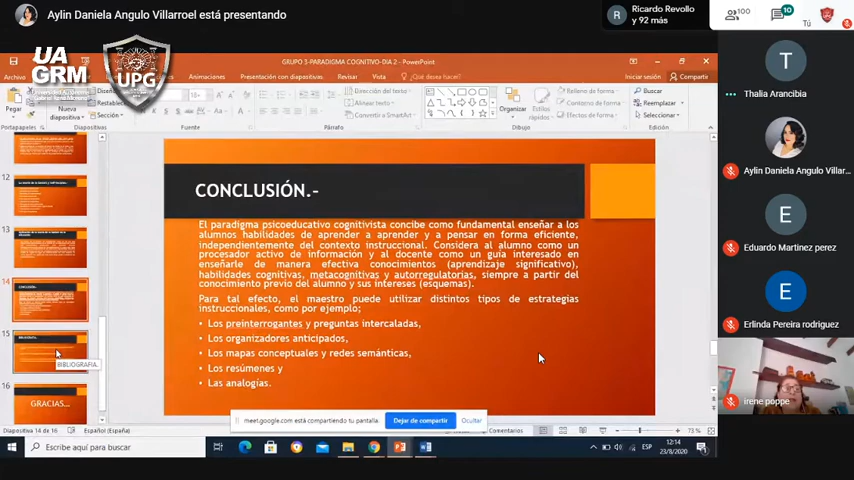 Aylin Daniela Angulo Villarroel está presentando
Ricardo Revollo
y 92 más
100
10
Tú
UA
GRM
UPG
GRUPO 3-PARADIGMA COGNITIVO-DIA 2 - PowerPoint
Archivo
Animaciones
Presentación con diapositivas
Revisar
Vista
¿Qué desea hacer?
Iniciar sesión
Compartir
Pegar
Nueva
diapositiva
Sección
Dirección del texto
Alinear texto
Convertir a SmartArt
Organizar
Estilos
rápidos
Relleno de forma
Contorno de forma
Efectos de forma
Buscar
Reemplazar
Seleccionar
Portapapeles
Diapositivas
Fuente
Párrafo
Dibujo
Edición
12
13
14
15
16
BIBLIOGRAFIA.
GRACIAS...
CONCLUSIÓN.-
El paradigma psicoeducativo cognitivista concibe como fundamental enseñar a los
alumnos habilidades de aprender a aprender y a pensar en forma eficiente,
independientemente del contexto instruccional. Considera al alumno como un
procesador activo de información y al docente como un guía interesado en
enseñarle de manera efectiva conocimientos (aprendizaje significativo),
habilidades cognitivas, metacognitivas y autorregulatorias, siempre a partir del
conocimiento previo del alumno y sus intereses (esquemas).
Para tal efecto, el maestro puede utilizar distintos tipos de estrategias
instruccionales, como por ejemplo;
• Los preinterrogantes y preguntas intercaladas,
• Los organizadores anticipados,
• Los mapas conceptuales y redes semánticas,
• Los resúmenes y
• Las analogías.
meet.google.com está compartiendo tu pantalla.
Dejar de compartir
Ocultar
Diapositiva 14 de 16
Español (España)
Comentarios
73 %
Escribe aquí para buscar
ESP
12:14
23/8/2020
T
Thalia Arancibia
Aylin Daniela Angulo Villar...
E
Eduardo Martinez perez
E
Erlinda Pereira rodriguez
irene poppe